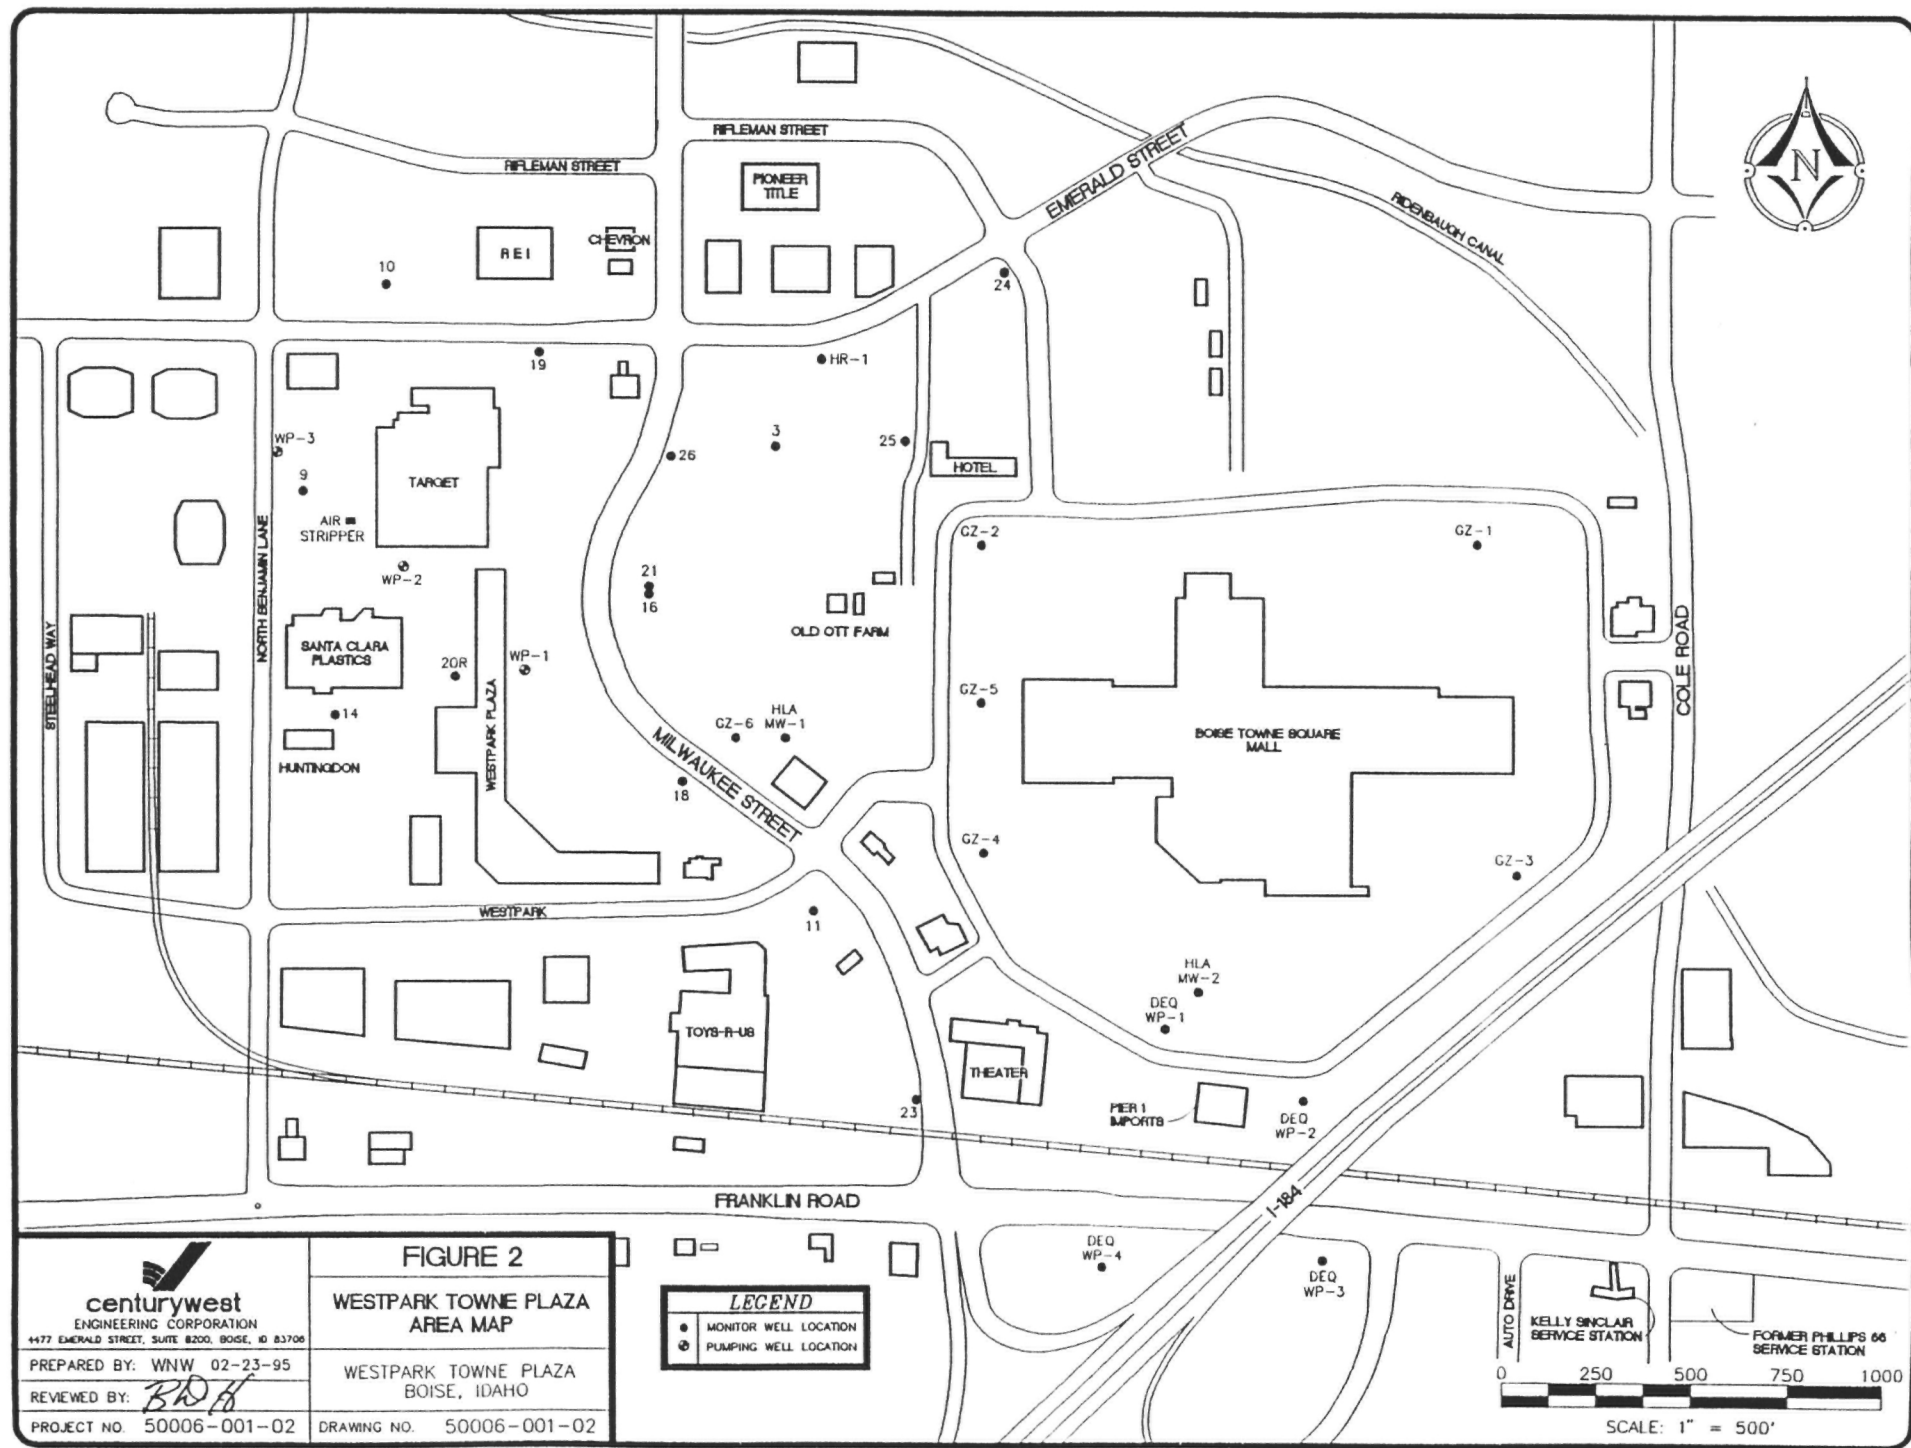 RIFLEMAN STREET
RIFLEMAN STREET
PIONEER
TITLE
EMERALD STREET
RIDENBAUGH CANAL
N
REI
CHEVRON
10
24
19
HR-1
WP-3
9
TARGET
26
3
25
HOTEL
AIR
STRIPPER
WP-2
GZ-2
GZ-1
21
16
OLD OTT FARM
NORTH BENJAMIN LANE
STEELHEAD WAY
SANTA CLARA
PLASTICS
20R
WP-1
14
HUNTINGDON
WESTPARK PLAZA
GZ-5
GZ-6
HLA
MW-1
MILWAUKEE STREET
18
BOISE TOWNE SQUARE
MALL
COLE ROAD
GZ-4
GZ-3
WESTPARK
11
HLA
MW-2
DEQ
WP-1
TOYS-R-US
THEATER
23
PIER 1
IMPORTS
DEQ
WP-2
FRANKLIN ROAD
I-184
DEQ
WP-4
DEQ
WP-3
AUTO DRIVE
KELLY SINCLAIR
SERVICE STATION
FORMER PHILLIPS 66
SERVICE STATION
0 250 500 750 1000
SCALE: 1" = 500'
LEGEND
MONITOR WELL LOCATION
PUMPING WELL LOCATION
centurywest
ENGINEERING CORPORATION
4477 EMERALD STREET, SUITE B200, BOISE, ID 83706
PREPARED BY: WNW 02-23-95
REVIEWED BY:
PROJECT NO. 50006-001-02
FIGURE 2
WESTPARK TOWNE PLAZA
AREA MAP
WESTPARK TOWNE PLAZA
BOISE, IDAHO
DRAWING NO. 50006-001-02